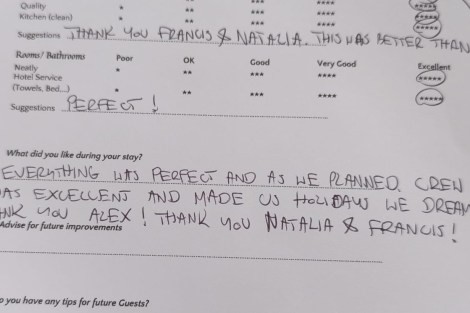 Quality * ** *** **** *****
Kitchen (clean) * ** *** **** *****
Suggestions THANK YOU FRANCIS & NATALIA. THIS WAS BETTER THAN
Rooms/ Bathrooms Poor OK Good Very Good Excellent
Neatly * ** *** **** *****
Hotel Service
(Towels, Bed...) * ** *** **** *****
Suggestions PERFECT !
What did you like during your stay?
EVERYTHING WAS PERFECT AND AS WE PLANNED. CREW
AS EXCELLENT AND MADE US HOLIDAYS WE DREAM
NK YOU ALEX ! THANK YOU NATALIA & FRANCIS !
Advise for future improvements
o you have any tips for future Guests?